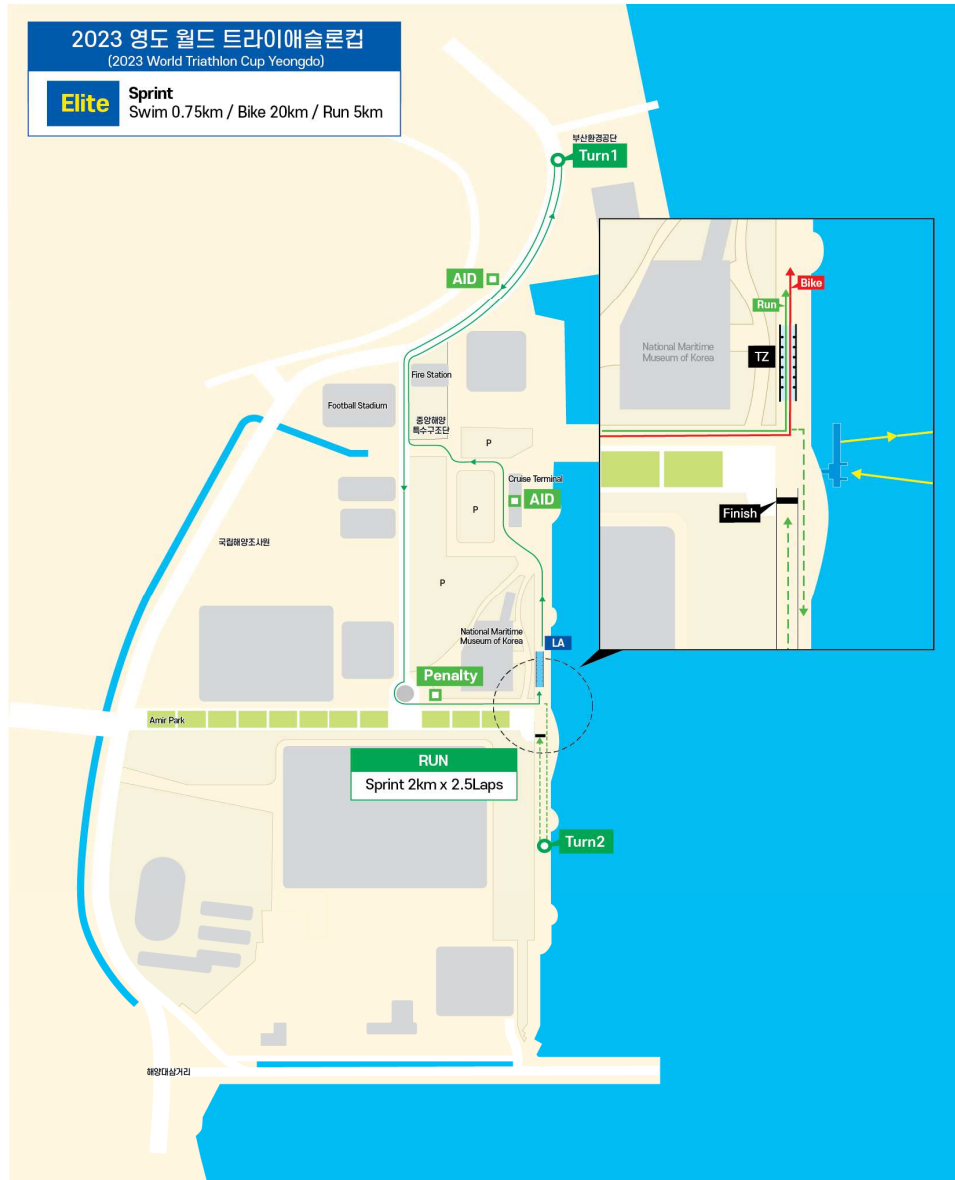 2023 영도 월드 트라이애슬론컵
(2023 World Triathlon Cup Yeongdo)
Elite
Sprint
Swim 0.75km / Bike 20km / Run 5km
부산환경공단
Turn1
AID
Bike
Run
National Maritime
Museum of Korea
TZ
Finish
Fire Station
Football Stadium
중앙해양
특수구조단
P
Cruise Terminal
AID
P
국립해양조사원
P
National Maritime
Museum of Korea
LA
Penalty
Amir Park
RUN
Sprint 2km x 2.5Laps
Turn2
해양대삼거리